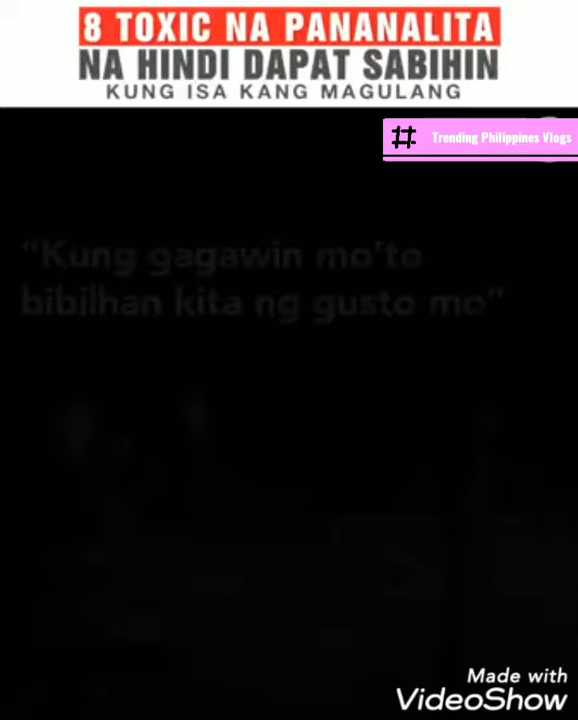 8 TOXIC NA PANANALITA
NA HINDI DAPAT SABIHIN
KUNG ISA KANG MAGULANG
# Trending Philippines Vlogs
“Kung gagawin mo’to
bibilhan kita ng gusto mo”
Made with
VideoShow